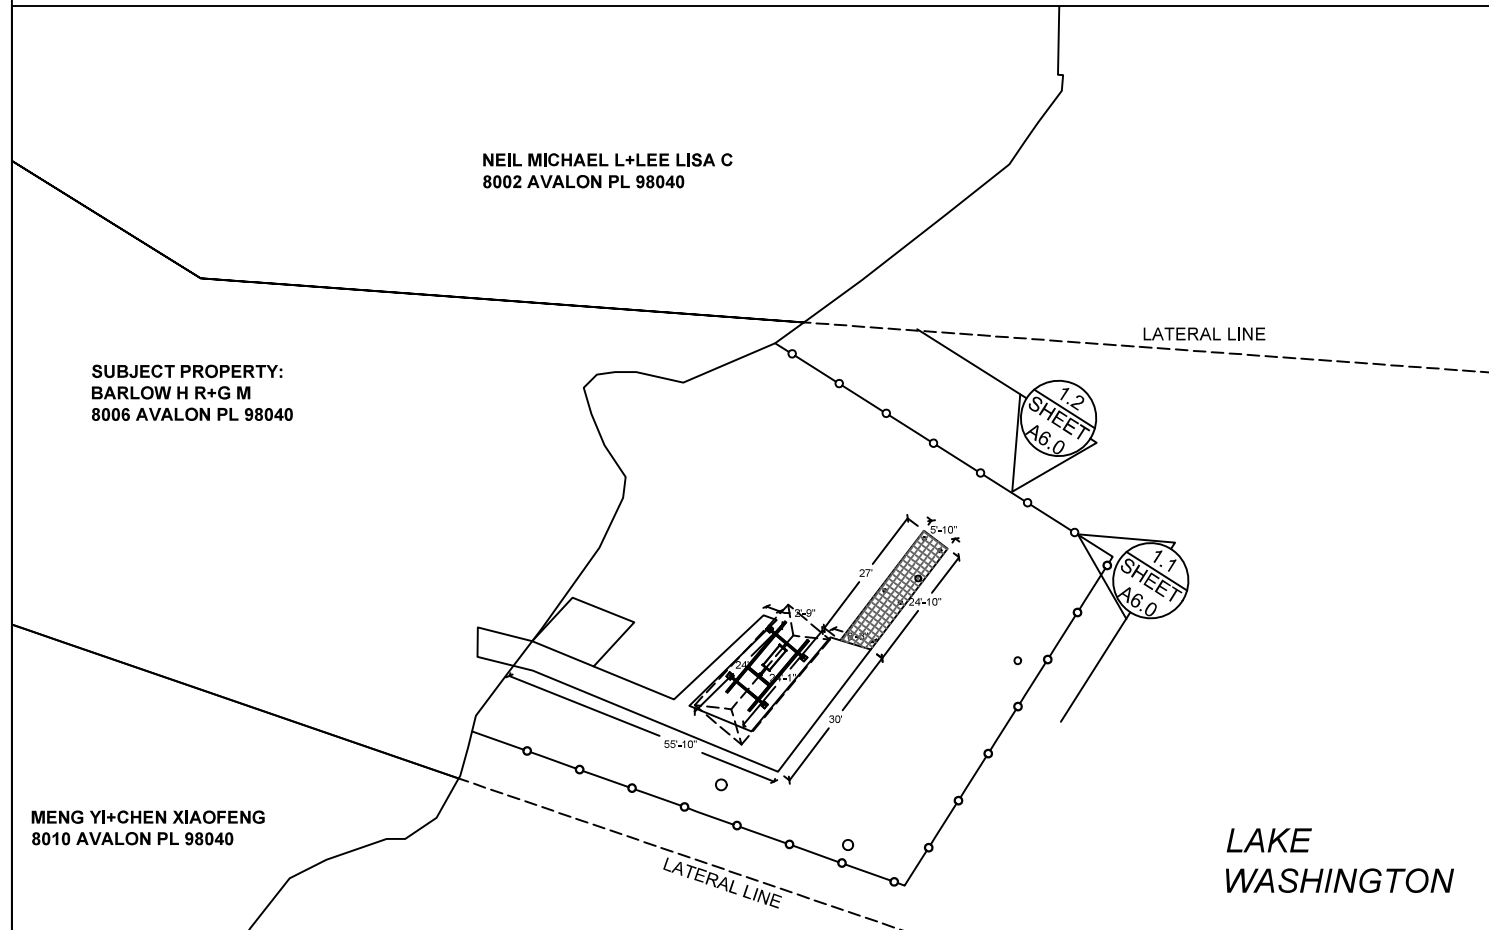 NEIL MICHAEL L+LEE LISA C
8002 AVALON PL 98040
LATERAL LINE
SUBJECT PROPERTY:
BARLOW H R+G M
8006 AVALON PL 98040
1.2
SHEET
A6.0
5'-10"
27'
1.1
SHEET
A6.0
24'-10"
2'-9"
24'
24'-1"
30'
55'-10"
MENG YI+CHEN XIAOFENG
8010 AVALON PL 98040
LATERAL LINE
LAKE
WASHINGTON